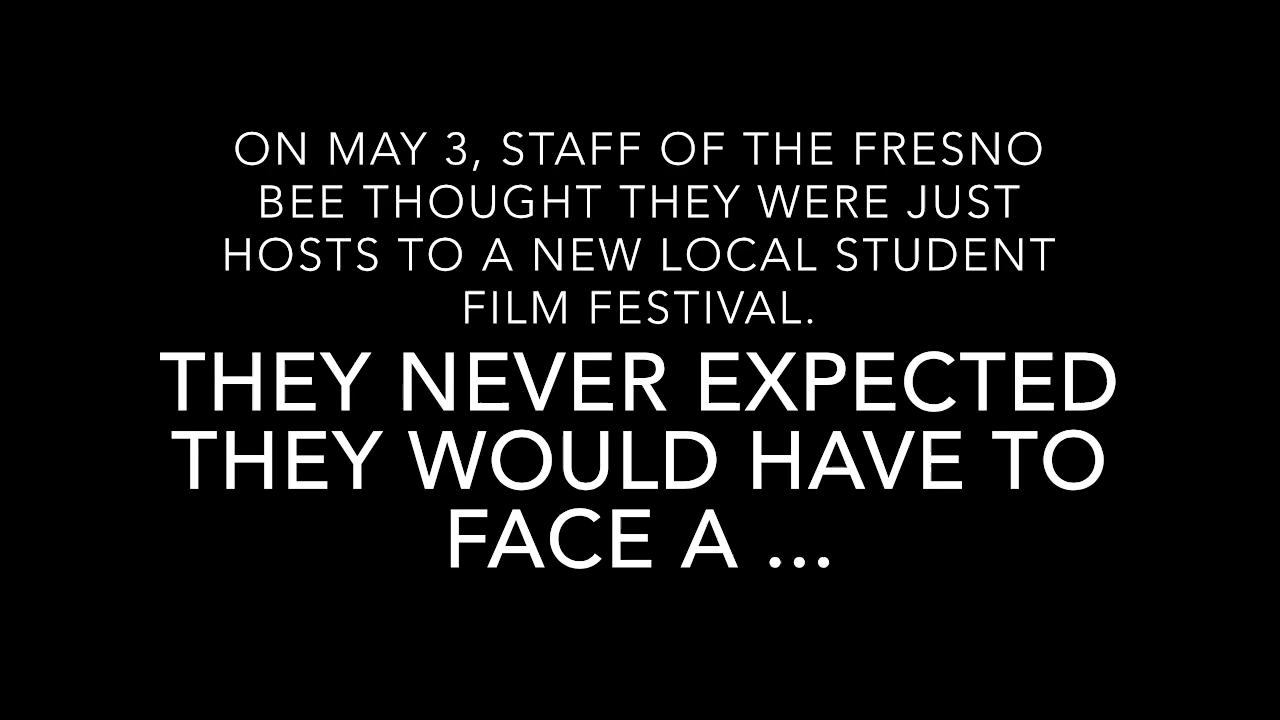 ON MAY 3, STAFF OF THE FRESNO
BEE THOUGHT THEY WERE JUST
HOSTS TO A NEW LOCAL STUDENT
FILM FESTIVAL.
THEY NEVER EXPECTED
THEY WOULD HAVE TO
FACE A ...